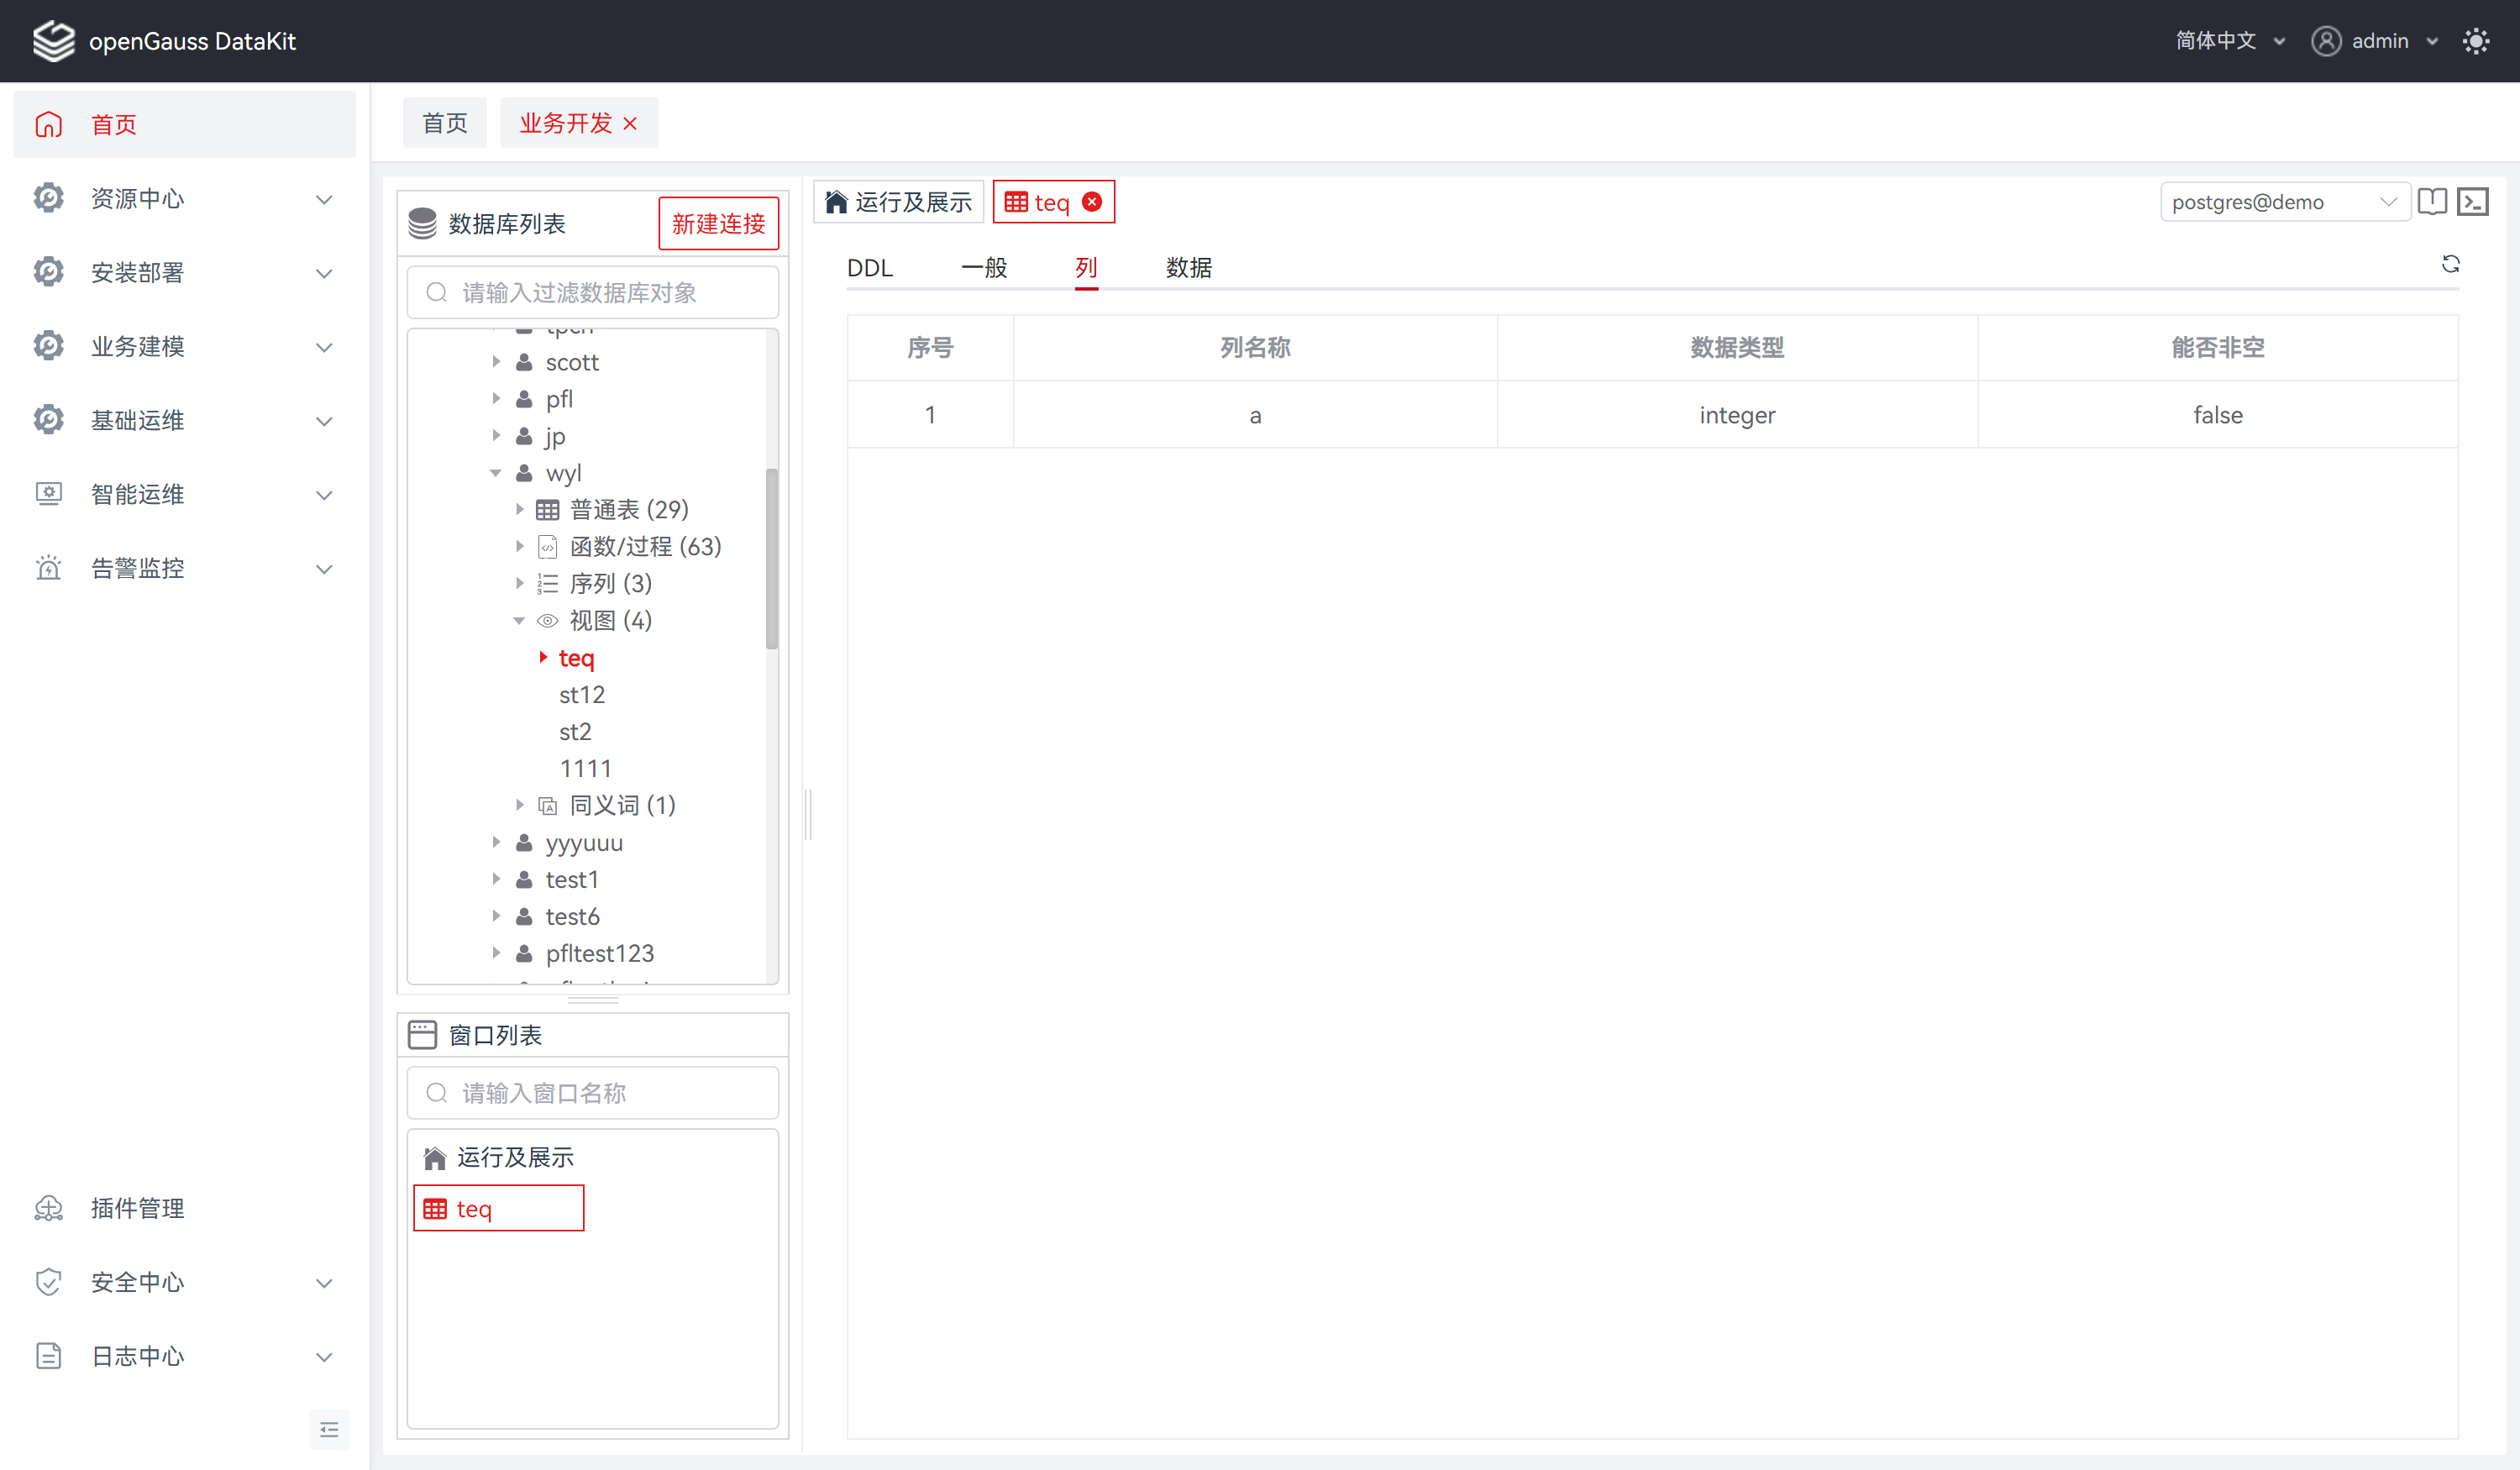 openGauss DataKit
简体中文
admin
首页
资源中心
安装部署
业务建模
基础运维
智能运维
告警监控
插件管理
安全中心
日志中心
首页
业务开发
数据库列表
新建连接
请输入过滤数据库对象
scott
pfl
jp
wyl
普通表 (29)
函数/过程 (63)
序列 (3)
视图 (4)
teq
st12
st2
1111
同义词 (1)
yyyuuu
test1
test6
pfltest123
窗口列表
请输入窗口名称
运行及展示
teq
运行及展示
teq
postgres@demo
DDL 一般 列 数据
序号 列名称 数据类型 能否非空
1 a integer false